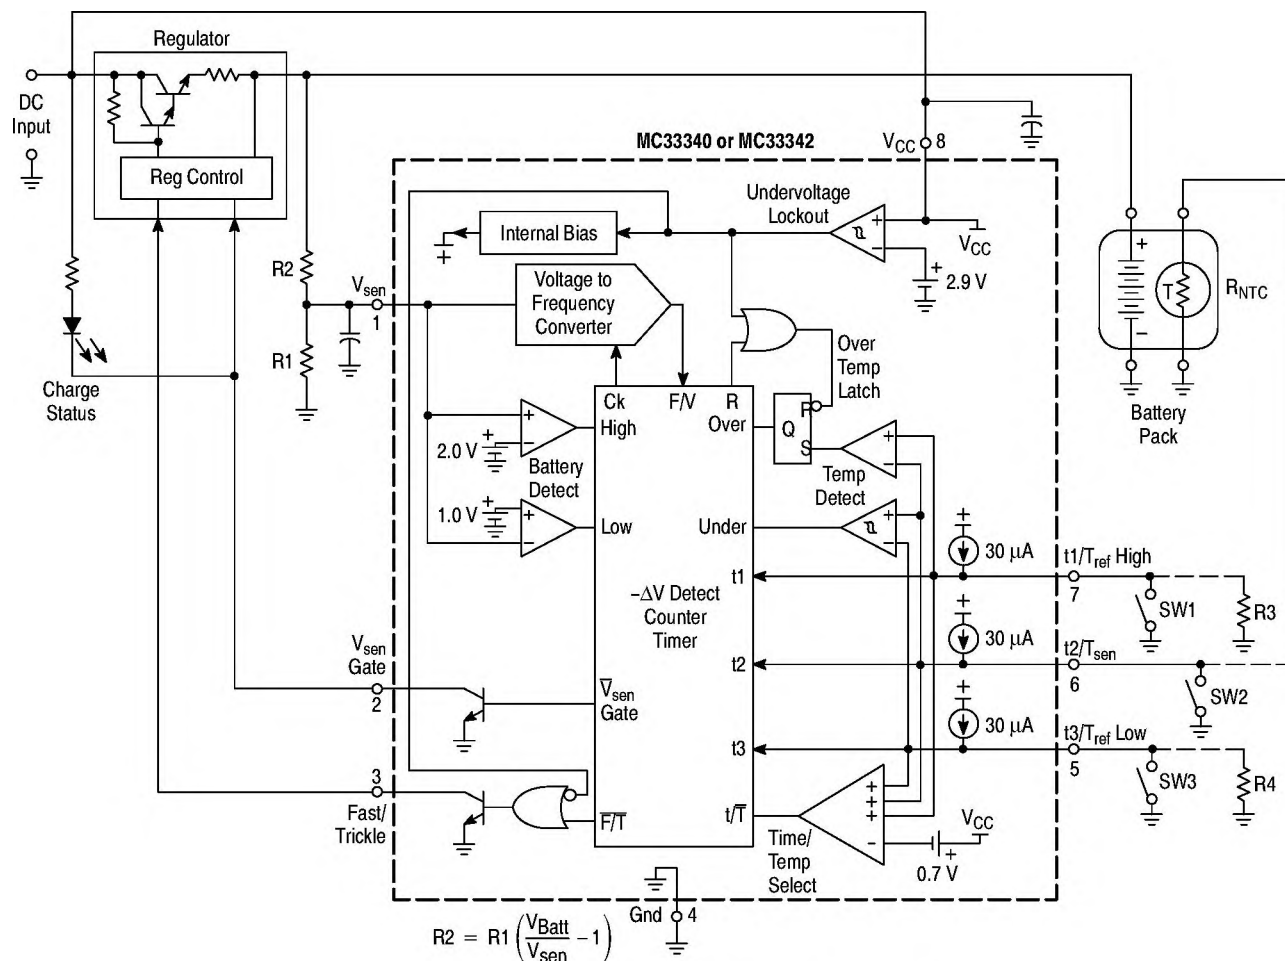 Regulator
DC
Input
Reg Control
MC33340 or MC33342
VCC
8
Undervoltage
Lockout
Internal Bias
VCC
2.9 V
R2
Vsen
1
Voltage to
Frequency
Converter
RNTC
T
R1
Over
Temp
Latch
Charge
Status
Ck
F/V
R
High
Over
R
Q
S
Battery
Pack
2.0 V
Battery
Detect
Temp
Detect
1.0 V
Low
Under
30 µA
t1/Tref High
t1
7
SW1
R3
–ΔV Detect
Counter
Timer
30 µA
t2/Tsen
t2
6
SW2
Vsen
Gate
2
V̅sen
Gate
30 µA
t3/Tref Low
t3
5
SW3
R4
3
Fast/
Trickle
F̅/T̅
t/T̅
Time/
Temp
Select
VCC
0.7 V
Gnd
4
R2 = R1 (VBatt/Vsen – 1)